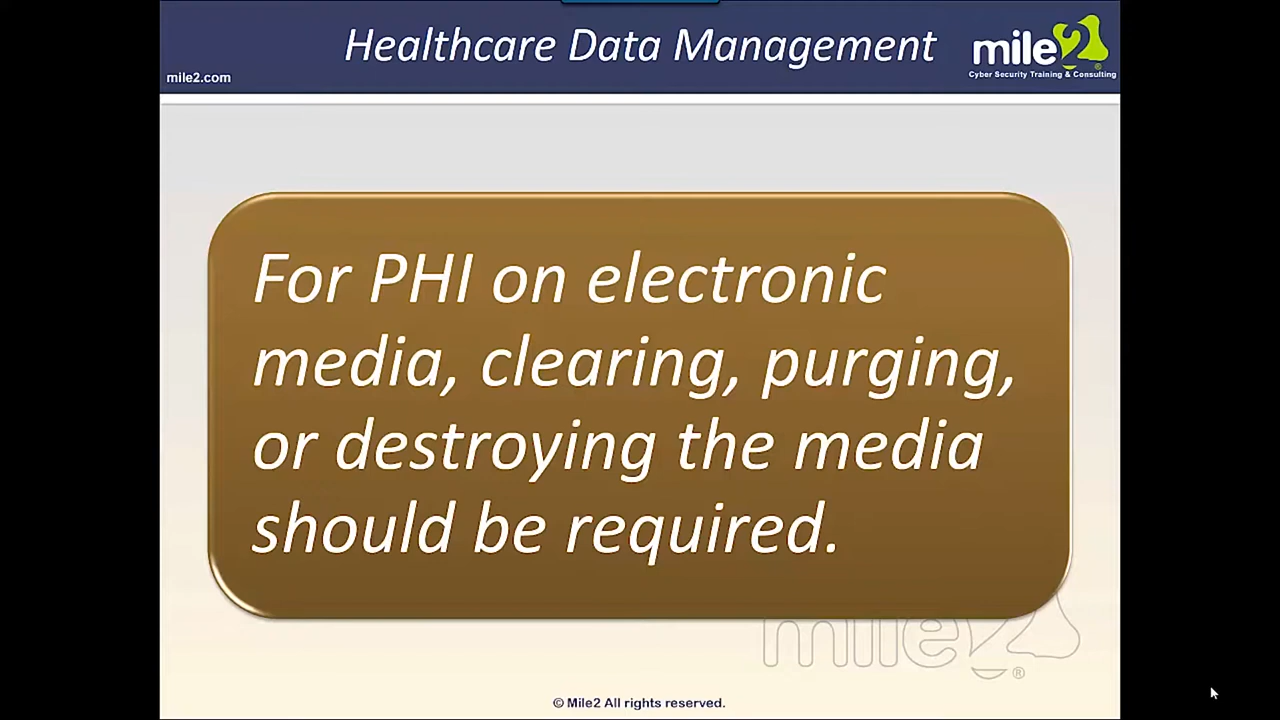 Healthcare Data Management
mile2
Cyber Security Training & Consulting
mile2.com
For PHI on electronic
media, clearing, purging,
or destroying the media
should be required.
mile2
®
© Mile2 All rights reserved.